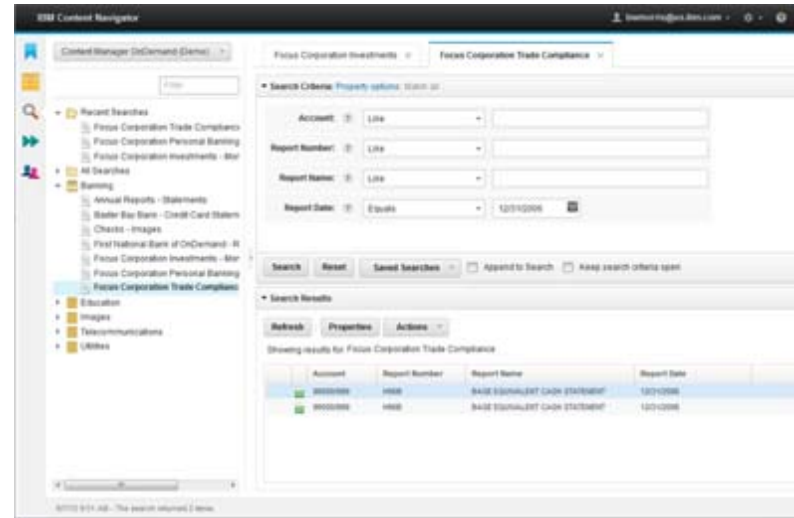 IBM Content Navigator
Content Manager OnDemand (Demo)
Filter
Recent Searches
Focus Corporation Trade Complianc
Focus Corporation Personal Banking
Focus Corporation Investments - Mor
All Searches
Banking
Annual Reports - Statements
Baxter Bay Bank - Credit Card Statem
Checks - Images
First National Bank of OnDemand - R
Focus Corporation Investments - Mor
Focus Corporation Personal Banking
Focus Corporation Trade Complianc
Education
Images
Telecommunications
Utilities
Focus Corporation Investments
Focus Corporation Trade Compliance
Search Criteria: Property options: Match all
Account: Like
Report Number: Like
Report Name: Like
Report Date: Equals 12/31/2006
Search Reset Saved Searches Append to Search Keep search criteria open
Search Results
Refresh Properties Actions
Showing results for: Focus Corporation Trade Compliance
Account Report Number Report Name Report Date
BASE EQUIVALENT CASH STATEMENT 12/31/2006
BASE EQUIVALENT CASH STATEMENT 12/31/2006
AM - The search returned 2 items.